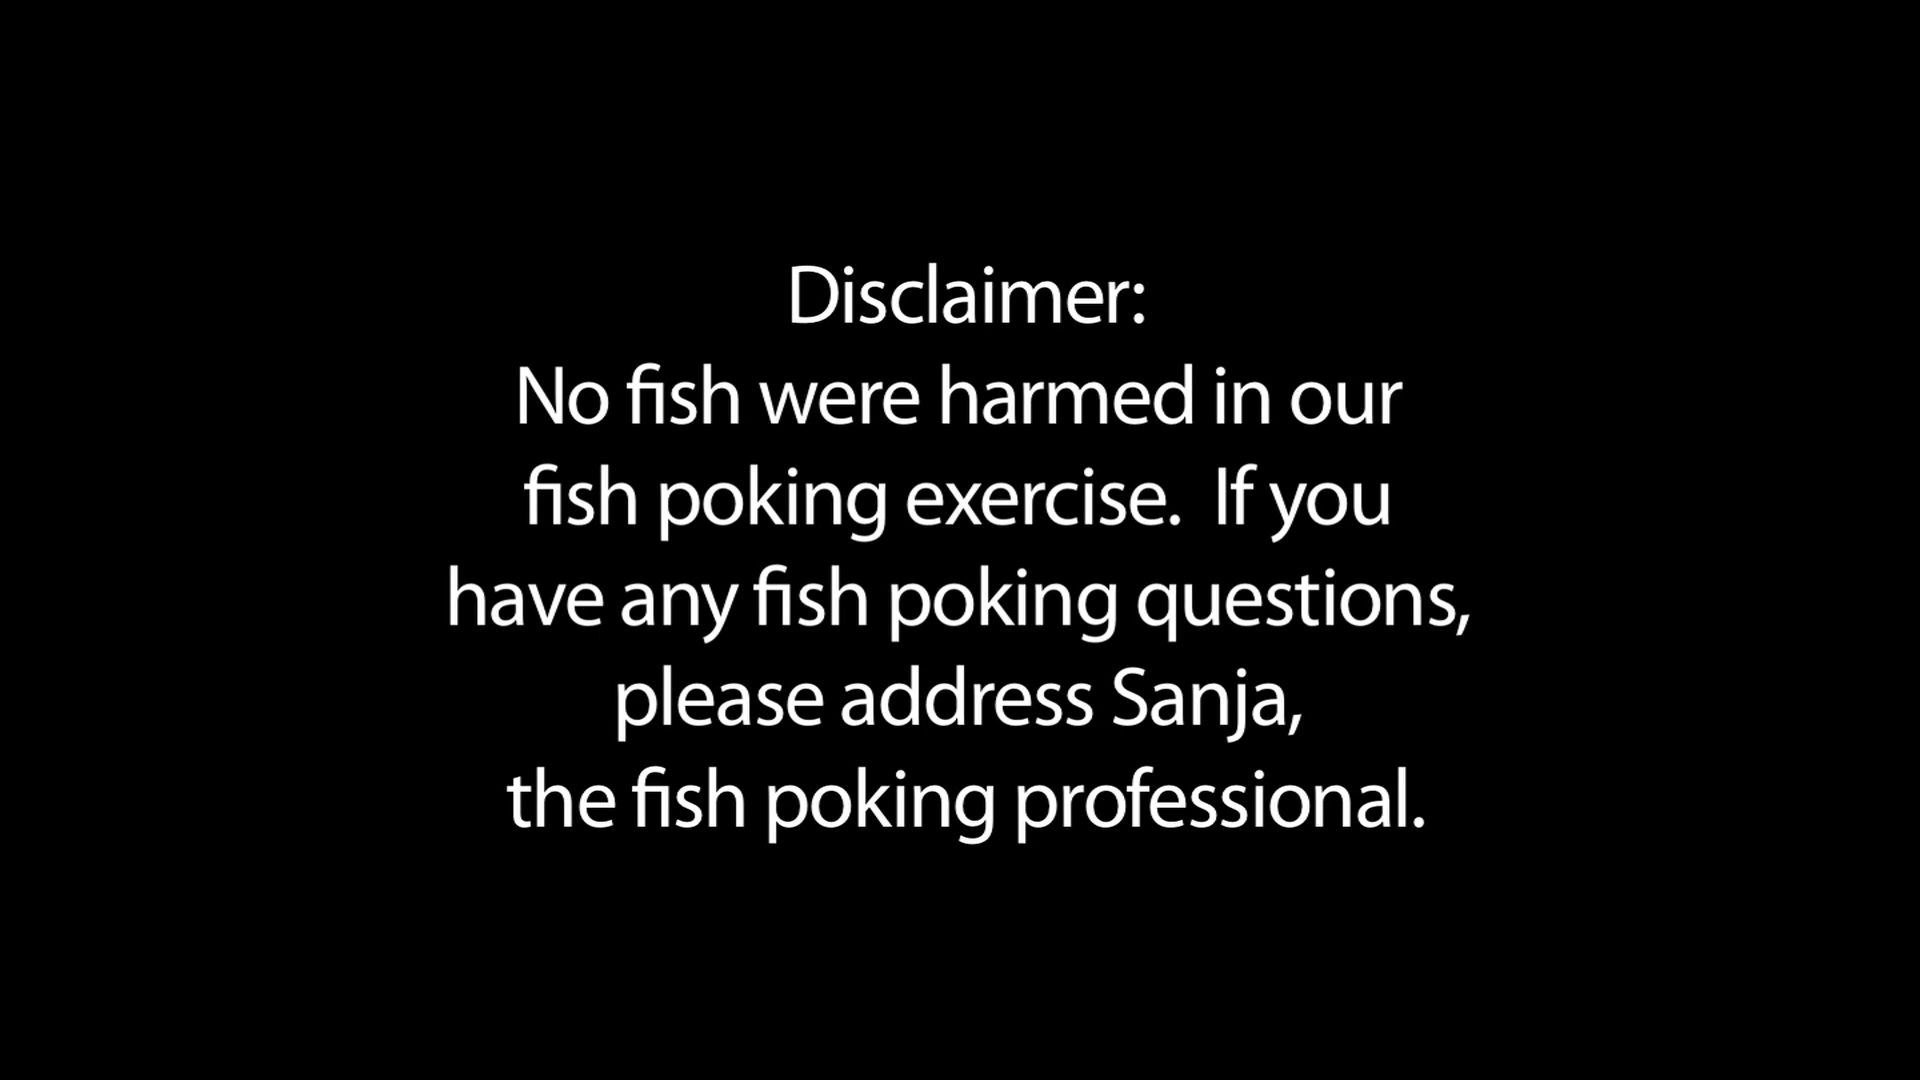 Disclaimer:
No fish were harmed in our
fish poking exercise.  If you
have any fish poking questions,
please address Sanja,
the fish poking professional.